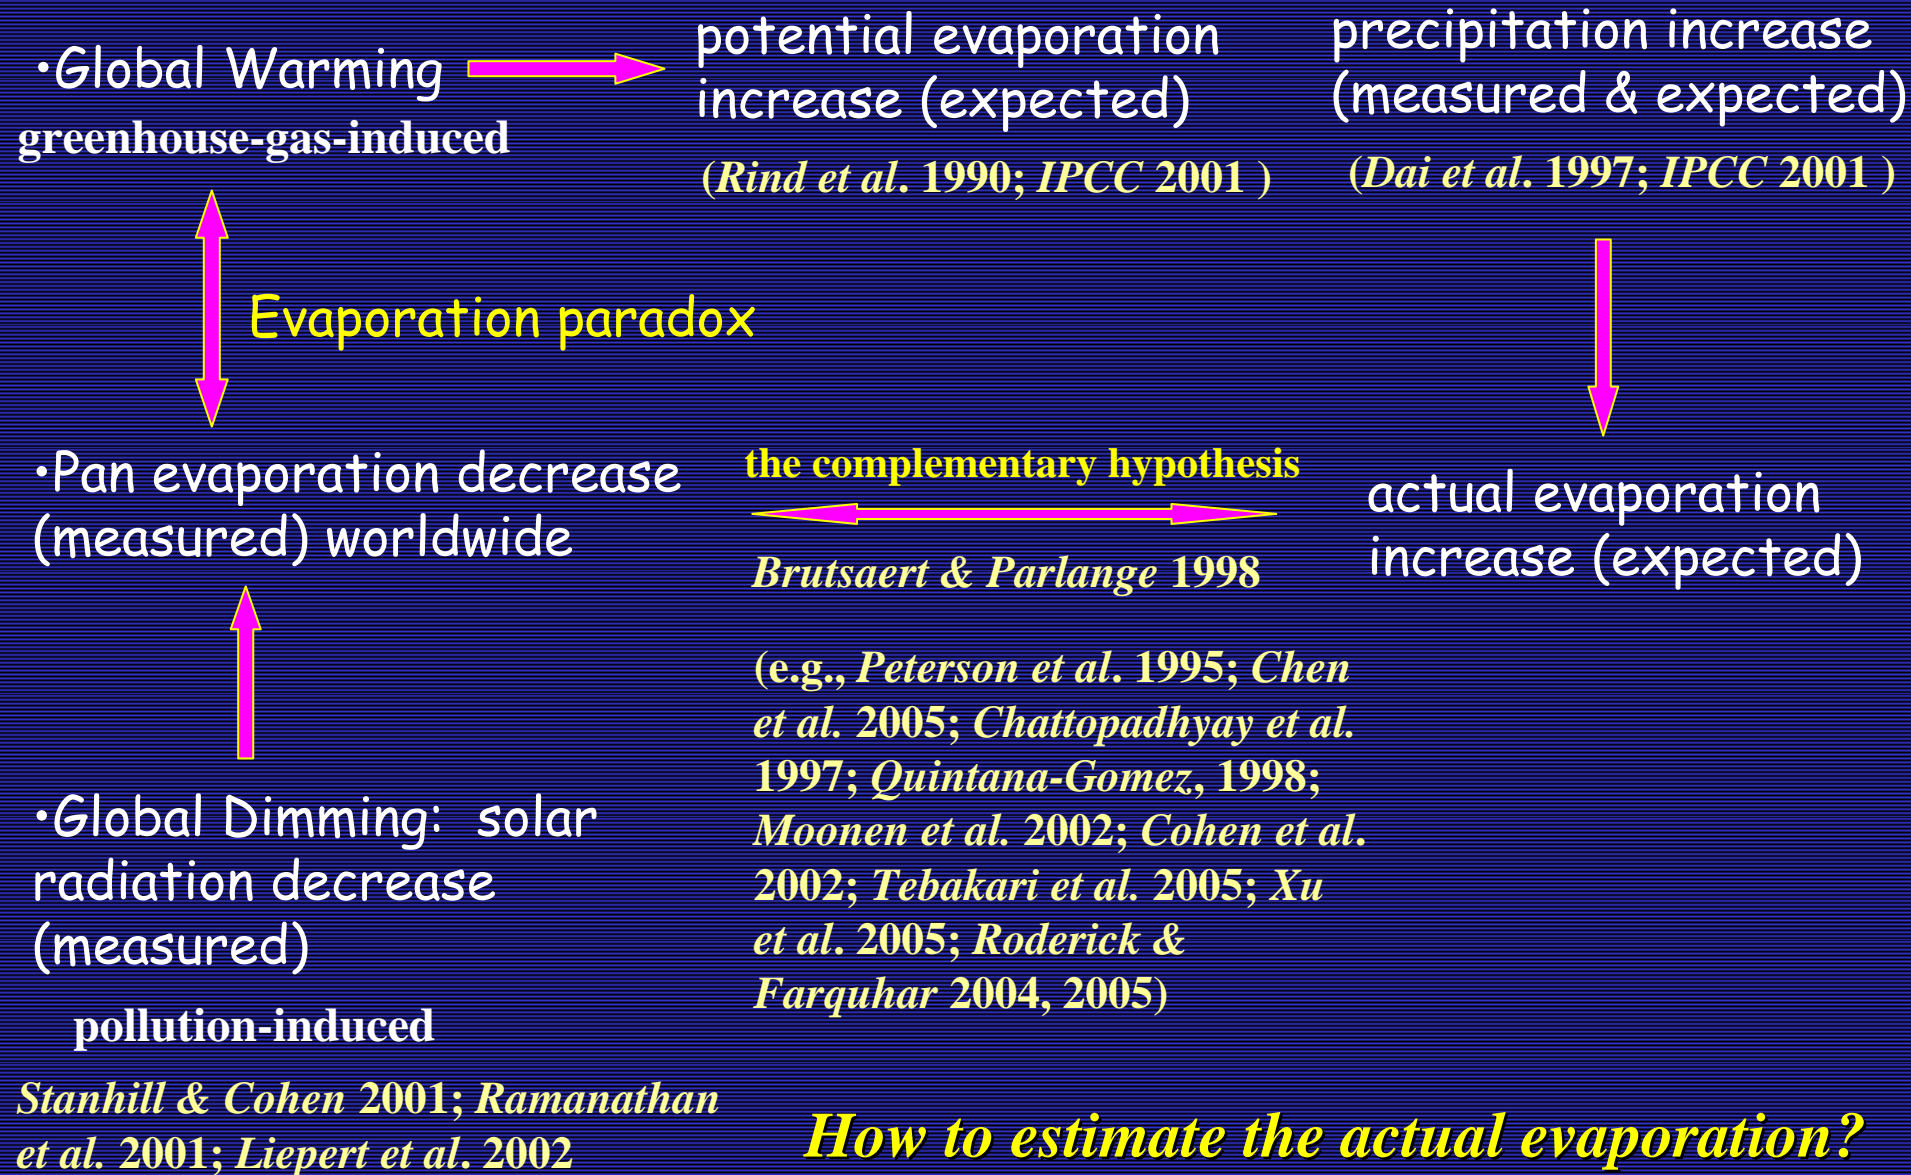 •Global Warming
greenhouse-gas-induced
potential evaporation
increase (expected)
(Rind et al. 1990; IPCC 2001 )
precipitation increase
(measured & expected)
(Dai et al. 1997; IPCC 2001 )
Evaporation paradox
•Pan evaporation decrease
(measured) worldwide
the complementary hypothesis
Brutsaert & Parlange 1998
actual evaporation
increase (expected)
(e.g., Peterson et al. 1995; Chen
et al. 2005; Chattopadhyay et al.
1997; Quintana-Gomez, 1998;
Moonen et al. 2002; Cohen et al.
2002; Tebakari et al. 2005; Xu
et al. 2005; Roderick &
Farquhar 2004, 2005)
•Global Dimming: solar
radiation decrease
(measured)
pollution-induced
Stanhill & Cohen 2001; Ramanathan
et al. 2001; Liepert et al. 2002
How to estimate the actual evaporation?